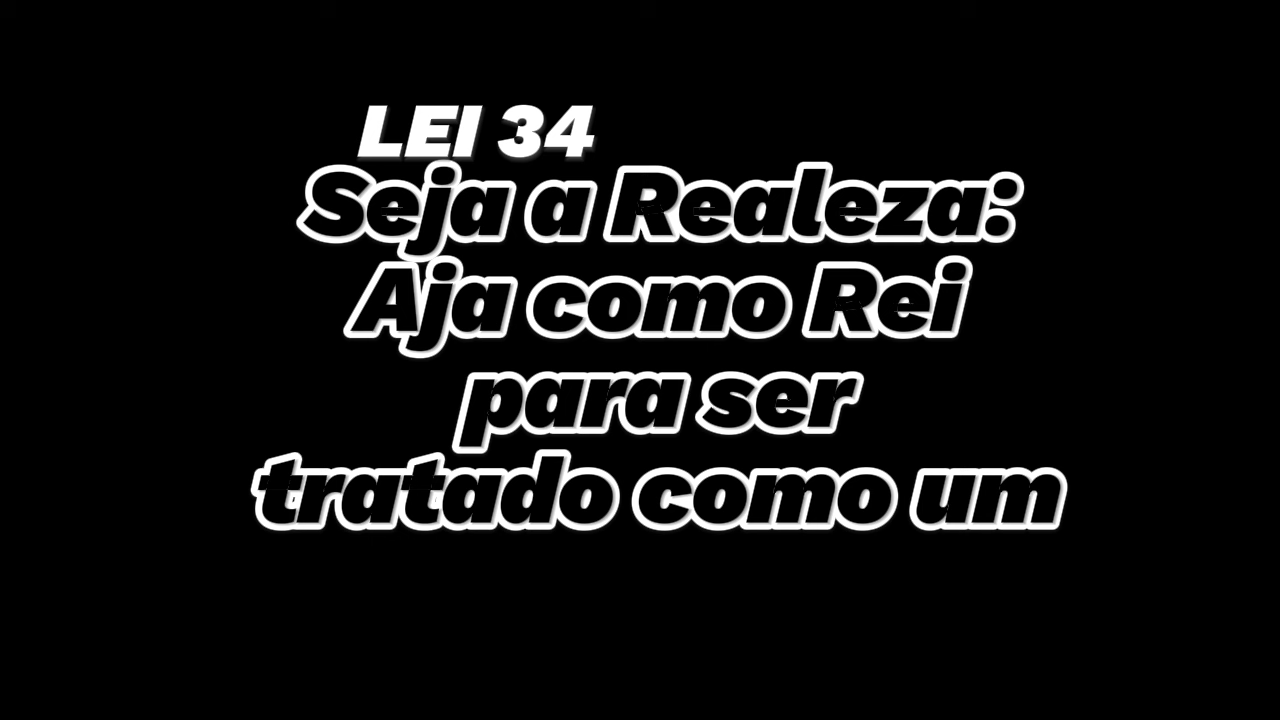 LEI 34
Seja a Realeza:
Aja como Rei
para ser
tratado como um